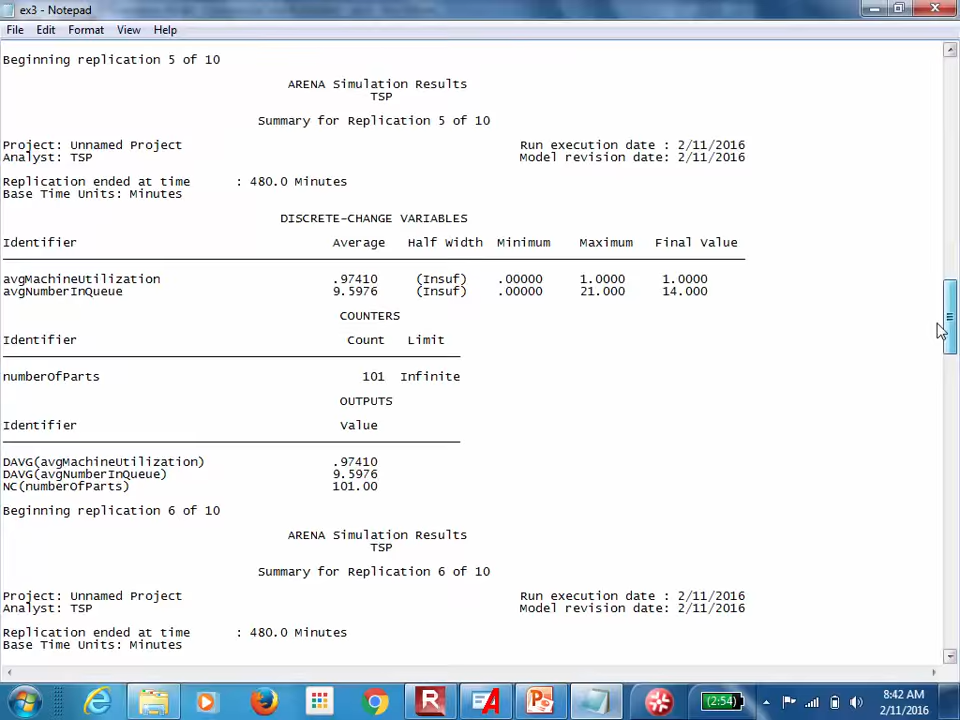 ex3 - Notepad
File Edit Format View Help
Beginning replication 5 of 10
ARENA Simulation Results
TSP
Summary for Replication 5 of 10
Project: Unnamed Project Run execution date : 2/11/2016
Analyst: TSP Model revision date: 2/11/2016
Replication ended at time : 480.0 Minutes
Base Time Units: Minutes
DISCRETE-CHANGE VARIABLES
Identifier Average Half Width Minimum Maximum Final Value
avgMachineUtilization .97410 (Insuf) .00000 1.0000 1.0000
avgNumberInQueue 9.5976 (Insuf) .00000 21.000 14.000
COUNTERS
Identifier Count Limit
numberOfParts 101 Infinite
OUTPUTS
Identifier Value
DAVG(avgMachineUtilization) .97410
DAVG(avgNumberInQueue) 9.5976
NC(numberOfParts) 101.00
Beginning replication 6 of 10
ARENA Simulation Results
TSP
Summary for Replication 6 of 10
Project: Unnamed Project Run execution date : 2/11/2016
Analyst: TSP Model revision date: 2/11/2016
Replication ended at time : 480.0 Minutes
Base Time Units: Minutes
(2:54) 8:42 AM
2/11/2016